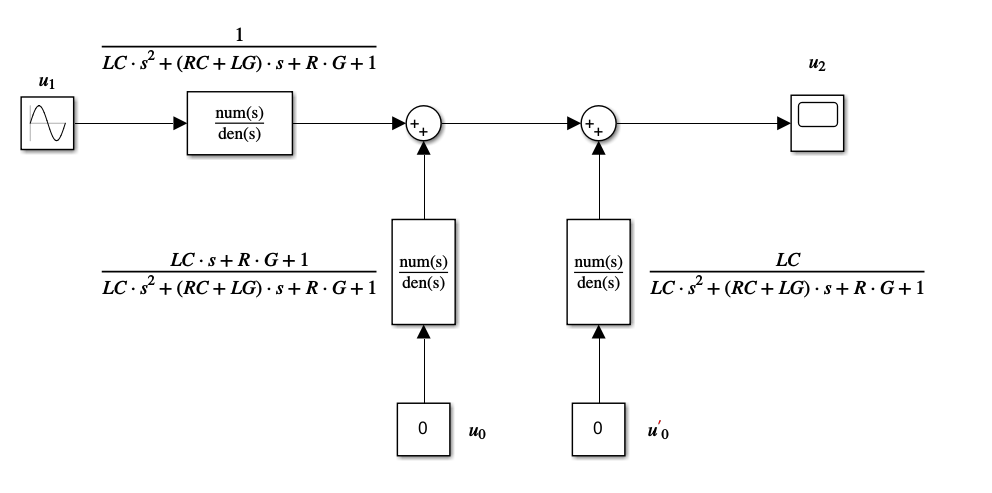 1
LC · s² + (RC + LG) · s + R · G + 1
u₁
u₂
num(s)
den(s)
+
+
+
+
LC · s + R · G + 1
LC · s² + (RC + LG) · s + R · G + 1
num(s)
den(s)
num(s)
den(s)
LC
LC · s² + (RC + LG) · s + R · G + 1
0
u₀
0
u′₀